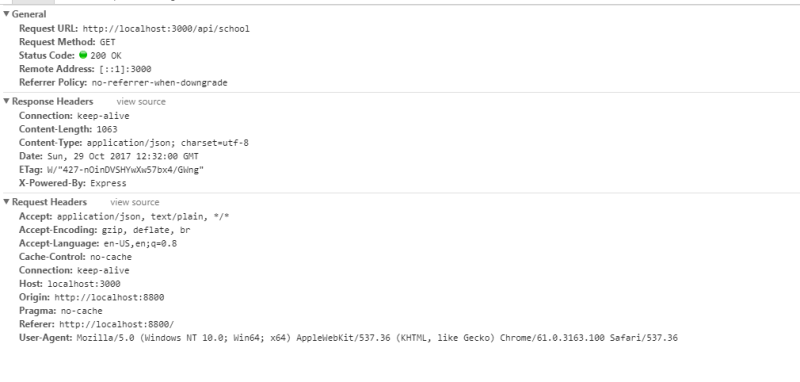 General
Request URL: http://localhost:3000/api/school
Request Method: GET
Status Code: 200 OK
Remote Address: [::1]:3000
Referrer Policy: no-referrer-when-downgrade
Response Headers view source
Connection: keep-alive
Content-Length: 1063
Content-Type: application/json; charset=utf-8
Date: Sun, 29 Oct 2017 12:32:00 GMT
ETag: W/"427-nOinDVSHYwXw57bx4/GWng"
X-Powered-By: Express
Request Headers view source
Accept: application/json, text/plain, */*
Accept-Encoding: gzip, deflate, br
Accept-Language: en-US,en;q=0.8
Cache-Control: no-cache
Connection: keep-alive
Host: localhost:3000
Origin: http://localhost:8800
Pragma: no-cache
Referer: http://localhost:8800/
User-Agent: Mozilla/5.0 (Windows NT 10.0; Win64; x64) AppleWebKit/537.36 (KHTML, like Gecko) Chrome/61.0.3163.100 Safari/537.36